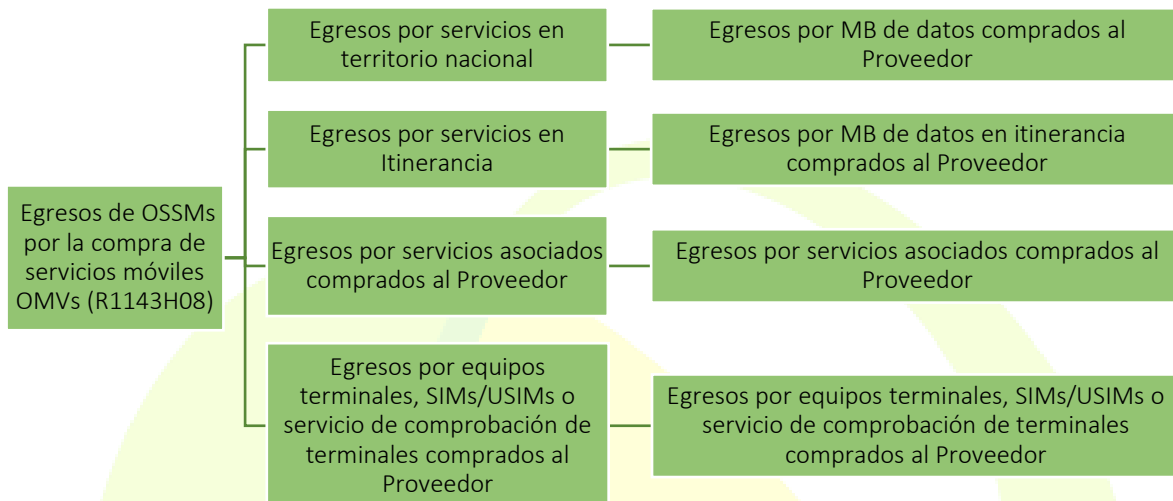 Egresos de OSSMs
por la compra de
servicios móviles
OMVs (R1143H08)
Egresos por servicios en
territorio nacional
Egresos por MB de datos comprados al
Proveedor
Egresos por servicios en
Itinerancia
Egresos por MB de datos en itinerancia
comprados al Proveedor
Egresos por servicios asociados
comprados al Proveedor
Egresos por servicios asociados comprados al
Proveedor
Egresos por equipos
terminales, SIMs/USIMs o
servicio de comprobación de
terminales comprados al
Proveedor
Egresos por equipos terminales, SIMs/USIMs o
servicio de comprobación de terminales
comprados al Proveedor